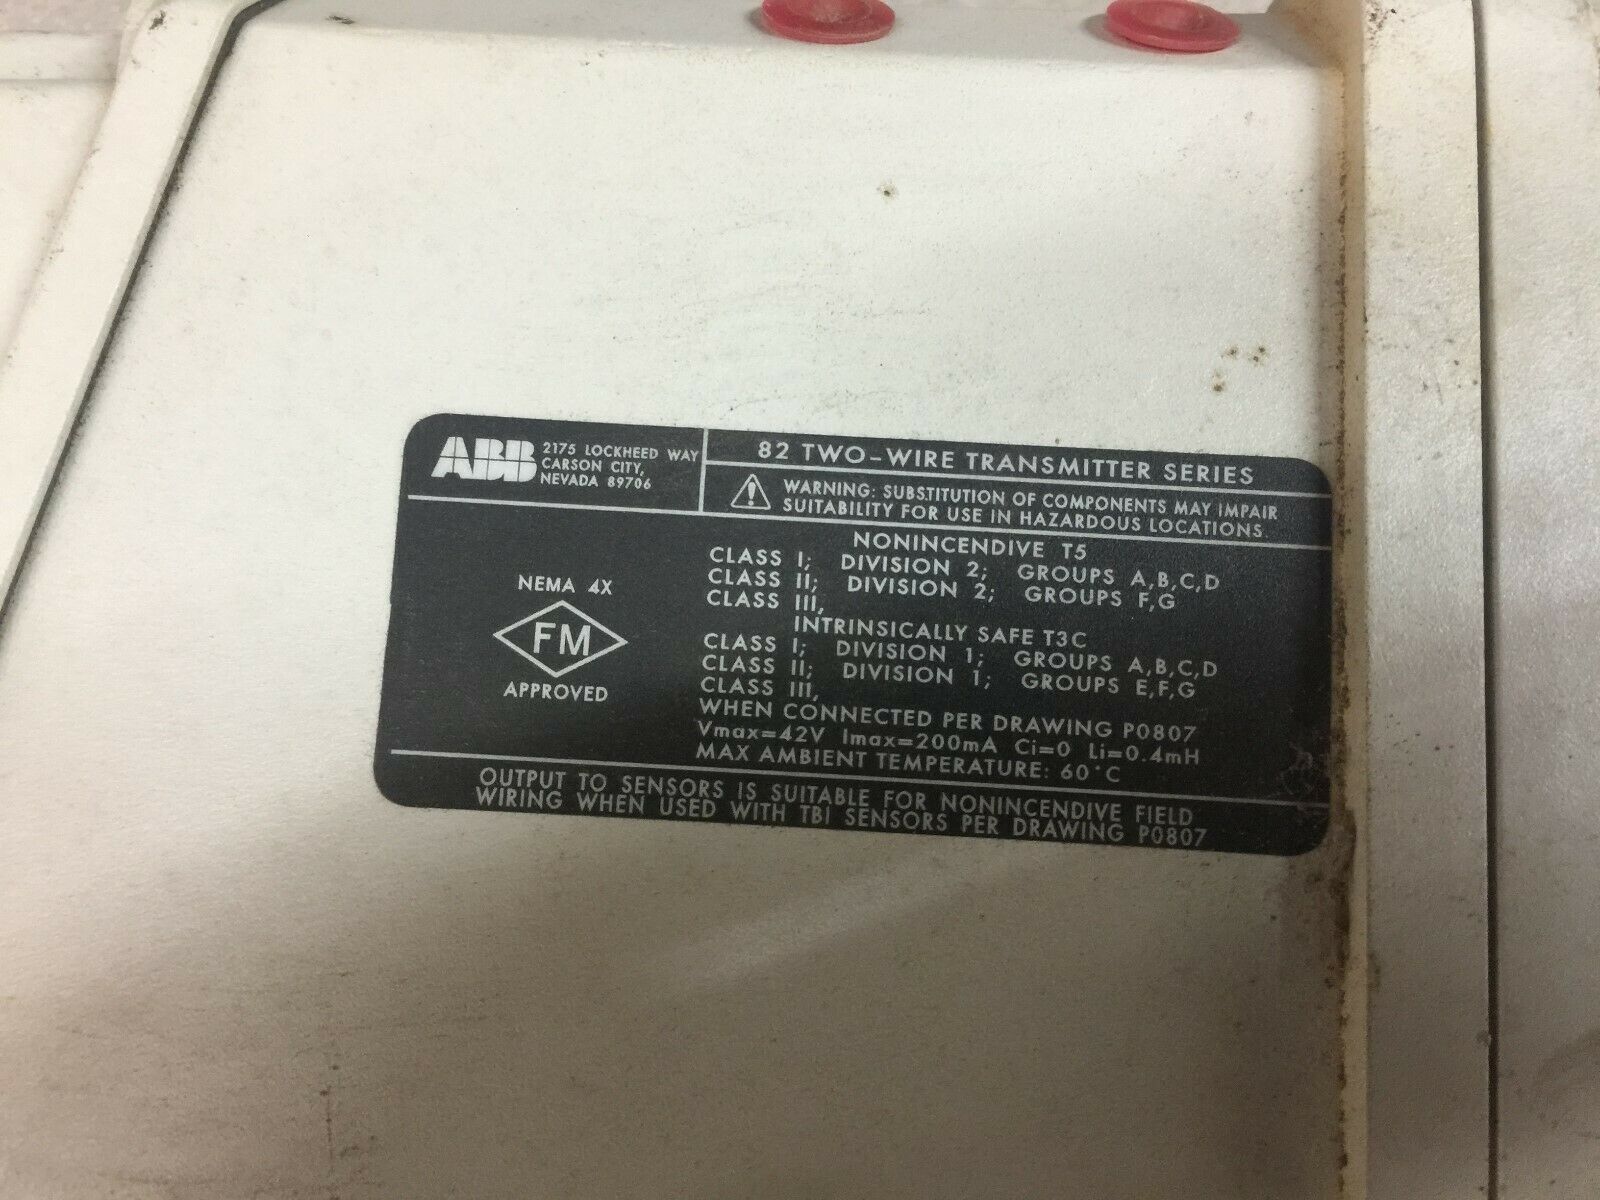 ABB
2175 LOCKHEED WAY
CARSON CITY,
NEVADA 89706
82 TWO-WIRE TRANSMITTER SERIES
WARNING: SUBSTITUTION OF COMPONENTS MAY IMPAIR
SUITABILITY FOR USE IN HAZARDOUS LOCATIONS.
NEMA 4X
FM
APPROVED
NONINCENDIVE T5
CLASS I; DIVISION 2; GROUPS A,B,C,D
CLASS II; DIVISION 2; GROUPS F,G
CLASS III,
INTRINSICALLY SAFE T3C
CLASS I; DIVISION 1; GROUPS A,B,C,D
CLASS II; DIVISION 1; GROUPS E,F,G
CLASS III,
WHEN CONNECTED PER DRAWING P0807
Vmax=42V Imax=200mA Ci=0 Li=0.4mH
MAX AMBIENT TEMPERATURE: 60°C
OUTPUT TO SENSORS IS SUITABLE FOR NONINCENDIVE FIELD
WIRING WHEN USED WITH TBI SENSORS PER DRAWING P0807